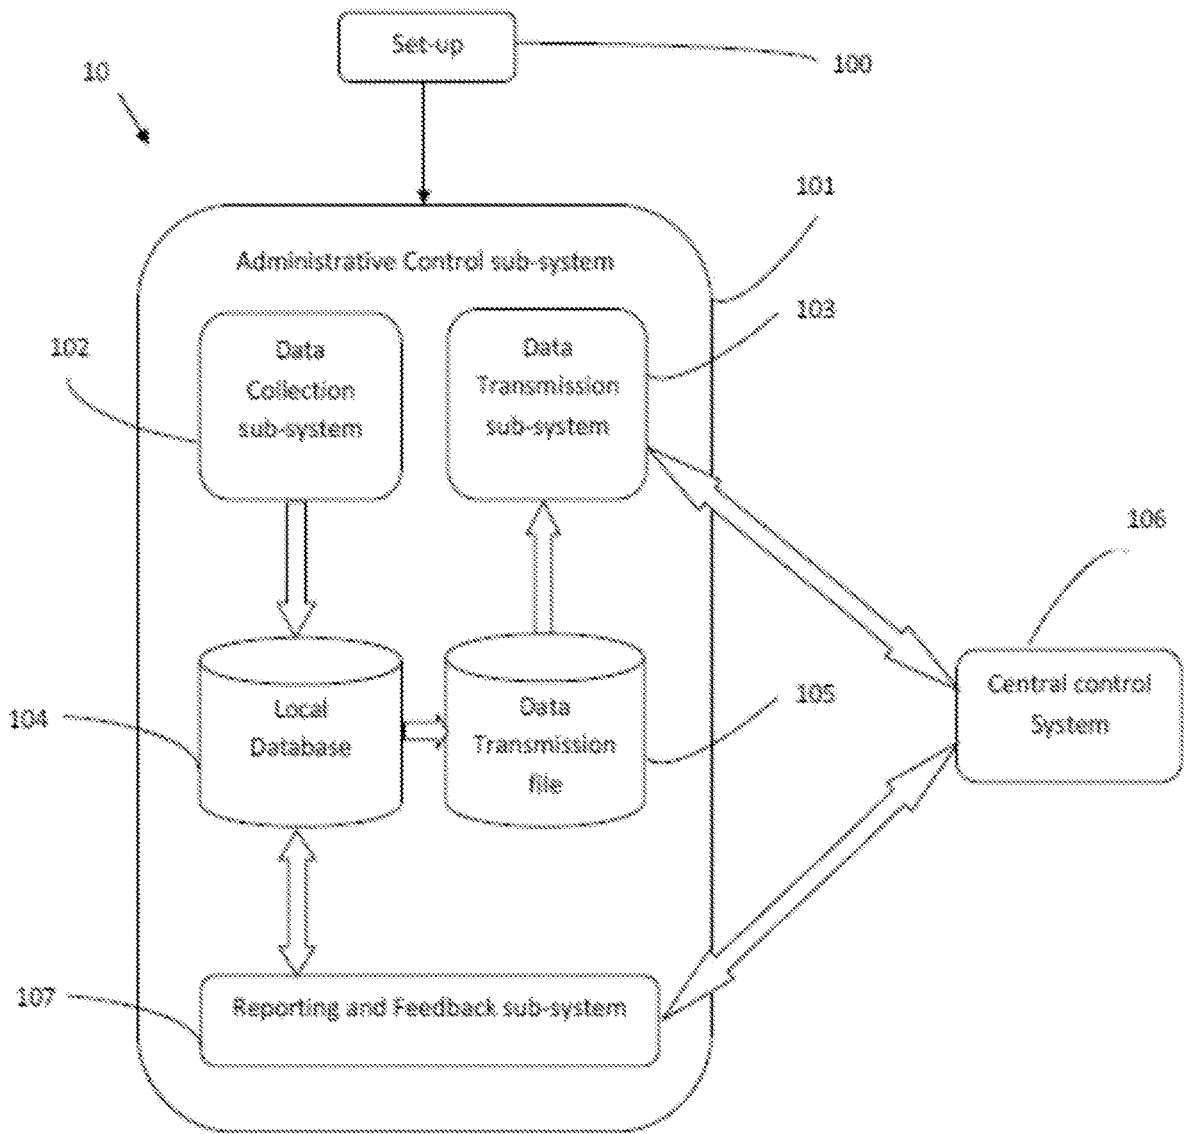 Set-up
100
10
101
Administrative Control sub-system
103
102
Data
Collection
sub-system
Data
Transmission
sub-system
106
104
Local
Database
Data
Transmission
file
105
Central control
System
107
Reporting and Feedback sub-system